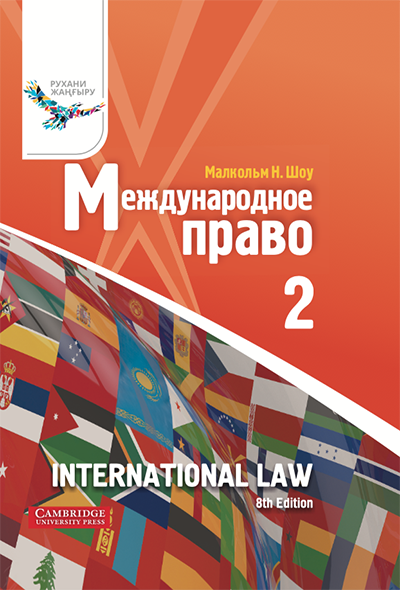 РУХАНИ
ЖАҢҒЫРУ
Малкольм Н. Шоу
Международное
право
2
INTERNATIONAL LAW
8th Edition
CAMBRIDGE
UNIVERSITY PRESS